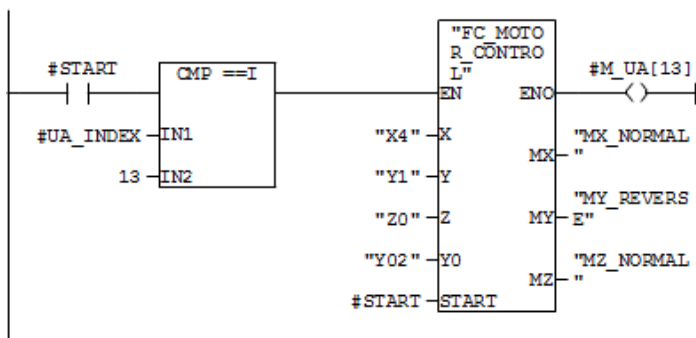 "FC_MOTO
R_CONTRO
L"
#START
CMP ==I
#M_UA[13]
EN
ENO
#UA_INDEX
IN1
"X4"
X
"MX_NORMAL
MX
"
13
IN2
"Y1"
Y
"MY_REVERS
"Z0"
Z
MY
E"
"Y02"
Y0
"MZ_NORMAL
MZ
"
#START
START